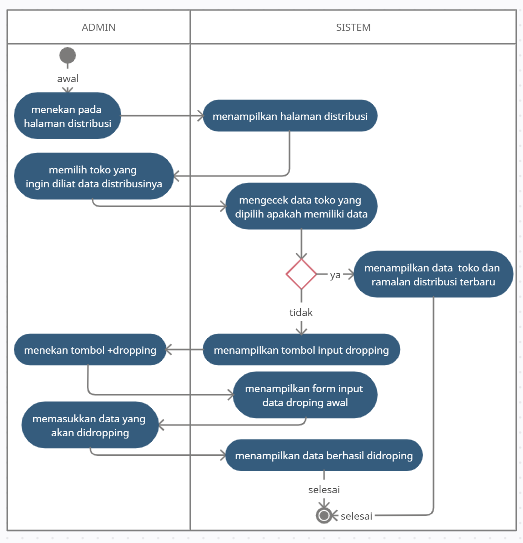 ADMIN
SISTEM
awal
menekan pada
halaman distribusi
menampilkan halaman distribusi
memilih toko yang
ingin diliat data distribusinya
mengecek data toko yang
dipilih apakah memiliki data
ya
menampilkan data toko dan
ramalan distribusi terbaru
tidak
menekan tombol +dropping
menampilkan tombol input dropping
menampilkan form input
data droping awal
memasukkan data yang
akan didropping
menampilkan data berhasil didroping
selesai
selesai